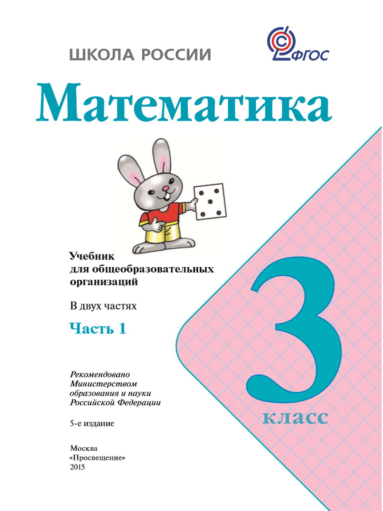 ШКОЛА РОССИИ
ФГОС
Математика
Учебник
для общеобразовательных
организаций
В двух частях
Часть 1
3
класс
Рекомендовано
Министерством
образования и науки
Российской Федерации
5-е издание
Москва
«Просвещение»
2015